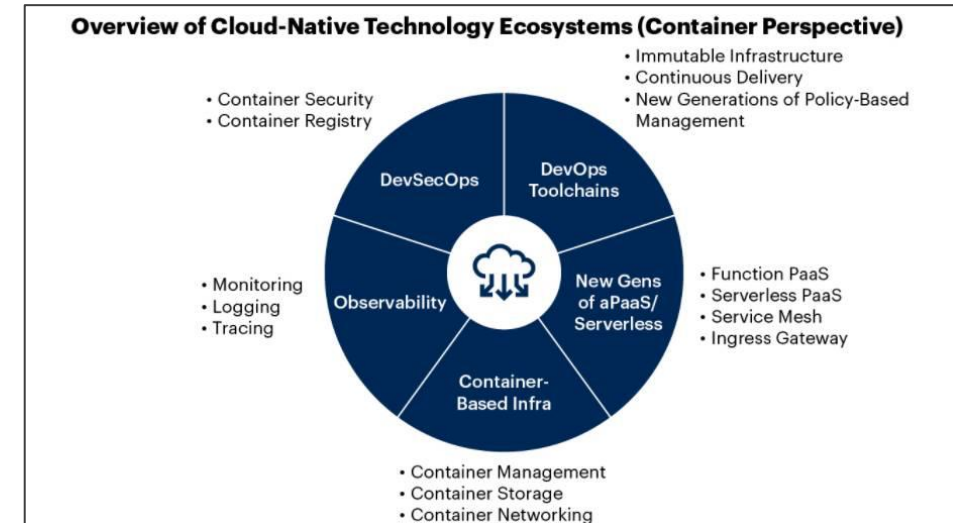 Overview of Cloud-Native Technology Ecosystems (Container Perspective)
• Immutable Infrastructure
• Continuous Delivery
• New Generations of Policy-Based
Management
• Container Security
• Container Registry
DevSecOps
DevOps
Toolchains
• Monitoring
• Logging
• Tracing
Observability
New Gens
of aPaaS/
Serverless
• Function PaaS
• Serverless PaaS
• Service Mesh
• Ingress Gateway
Container-
Based Infra
• Container Management
• Container Storage
• Container Networking